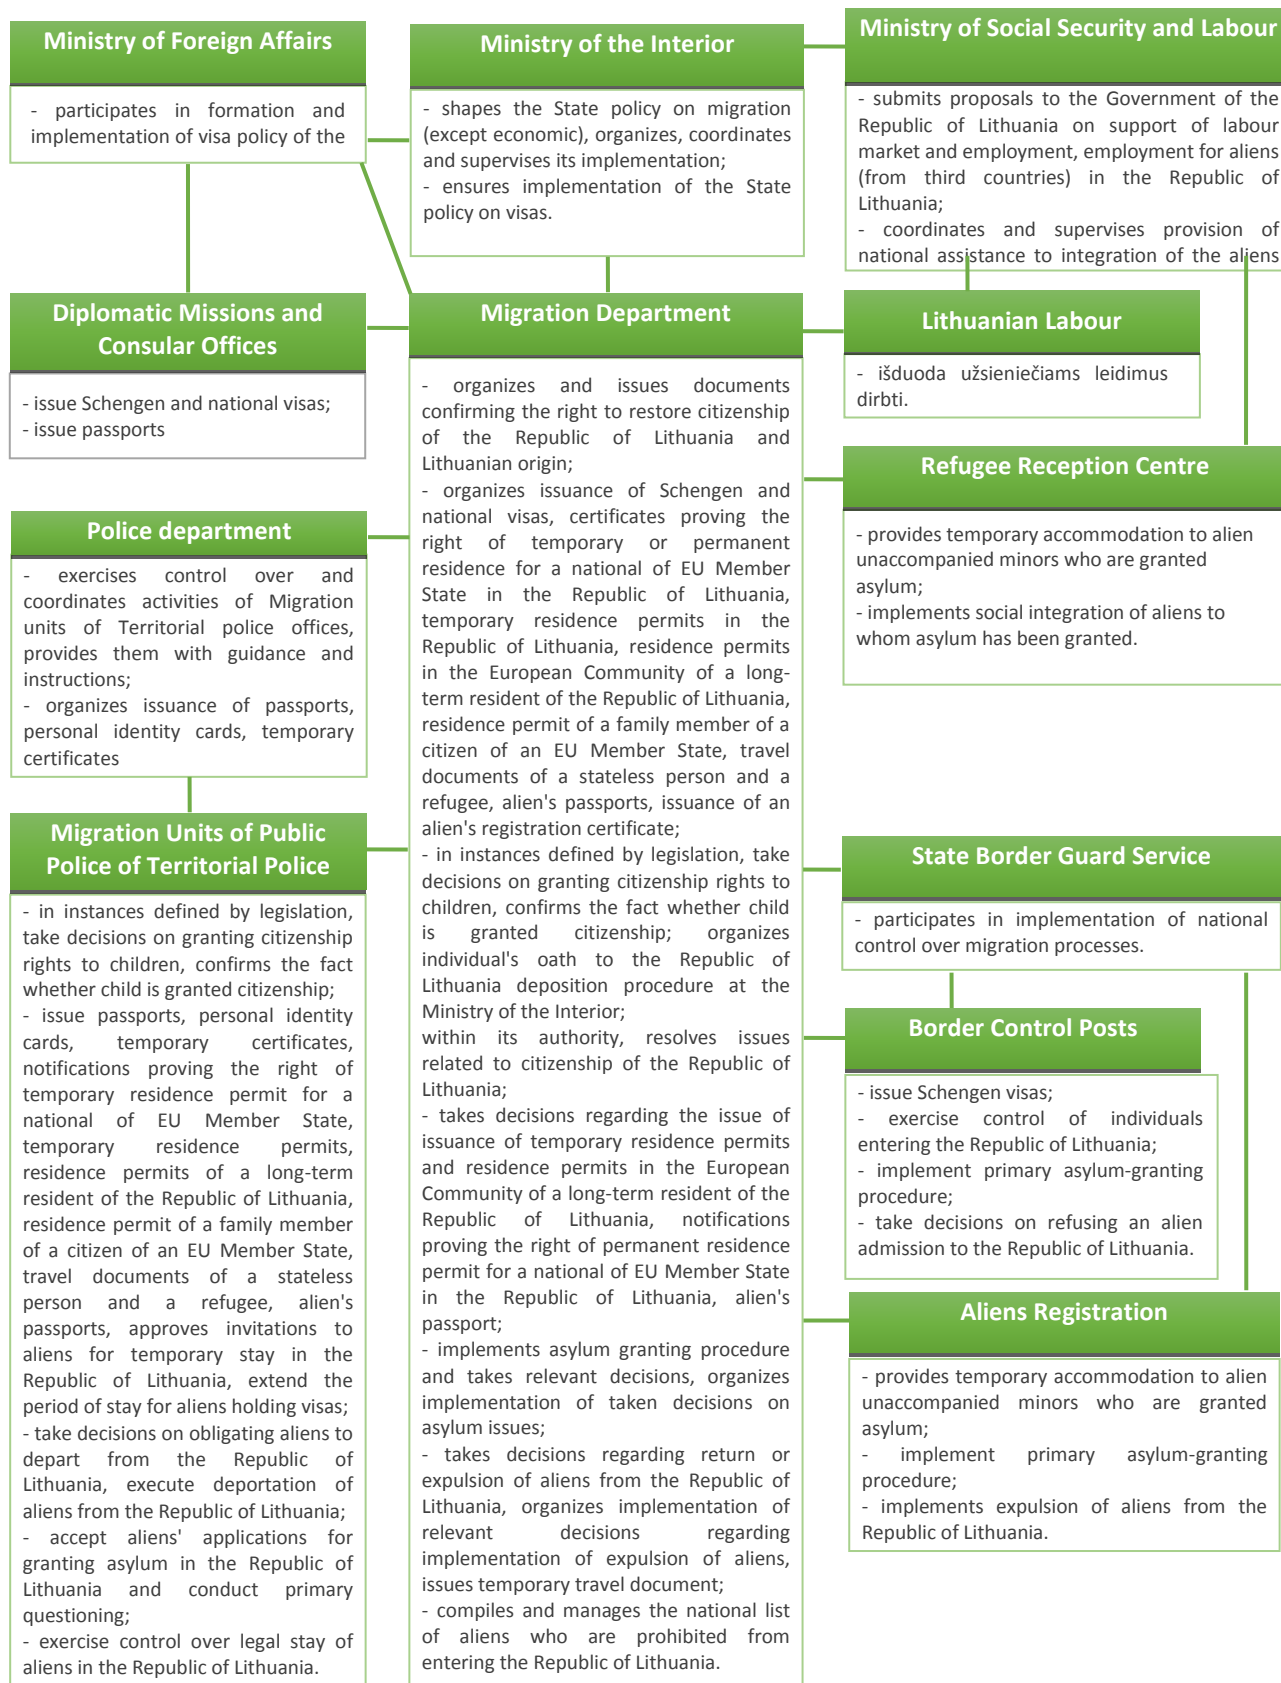 Ministry of Foreign Affairs
- participates in formation and
implementation of visa policy of the
Ministry of the Interior
- shapes the State policy on migration
(except economic), organizes, coordinates
and supervises its implementation;
- ensures implementation of the State
policy on visas.
Ministry of Social Security and Labour
- submits proposals to the Government of the
Republic of Lithuania on support of labour
market and employment, employment for aliens
(from third countries) in the Republic of
Lithuania;
- coordinates and supervises provision of
national assistance to integration of the aliens
Diplomatic Missions and
Consular Offices
- issue Schengen and national visas;
- issue passports
Police department
- exercises control over and
coordinates activities of Migration
units of Territorial police offices,
provides them with guidance and
instructions;
- organizes issuance of passports,
personal identity cards, temporary
certificates
Migration Units of Public
Police of Territorial Police
- in instances defined by legislation,
take decisions on granting citizenship
rights to children, confirms the fact
whether child is granted citizenship;
- issue passports, personal identity
cards, temporary certificates,
notifications proving the right of
temporary residence permit for a
national of EU Member State,
temporary residence permits,
residence permits of a long-term
resident of the Republic of Lithuania,
residence permit of a family member
of a citizen of an EU Member State,
travel documents of a stateless
person and a refugee, alien's
passports, approves invitations to
aliens for temporary stay in the
Republic of Lithuania, extend the
period of stay for aliens holding visas;
- take decisions on obligating aliens to
depart from the Republic of
Lithuania, execute deportation of
aliens from the Republic of Lithuania;
- accept aliens' applications for
granting asylum in the Republic of
Lithuania and conduct primary
questioning;
- exercise control over legal stay of
aliens in the Republic of Lithuania.
Migration Department
- organizes and issues documents
confirming the right to restore citizenship
of the Republic of Lithuania and
Lithuanian origin;
- organizes issuance of Schengen and
national visas, certificates proving the
right of temporary or permanent
residence for a national of EU Member
State in the Republic of Lithuania,
temporary residence permits in the
Republic of Lithuania, residence permits
in the European Community of a long-
term resident of the Republic of Lithuania,
residence permit of a family member of a
citizen of an EU Member State, travel
documents of a stateless person and a
refugee, alien's passports, issuance of an
alien's registration certificate;
- in instances defined by legislation, take
decisions on granting citizenship rights to
children, confirms the fact whether child
is granted citizenship; organizes
individual's oath to the Republic of
Lithuania deposition procedure at the
Ministry of the Interior;
within its authority, resolves issues
related to citizenship of the Republic of
Lithuania;
- takes decisions regarding the issue of
issuance of temporary residence permits
and residence permits in the European
Community of a long-term resident of the
Republic of Lithuania, notifications
proving the right of permanent residence
permit for a national of EU Member State
in the Republic of Lithuania, alien's
passport;
- implements asylum granting procedure
and takes relevant decisions, organizes
implementation of taken decisions on
asylum issues;
- takes decisions regarding return or
expulsion of aliens from the Republic of
Lithuania, organizes implementation of
relevant decisions regarding
implementation of expulsion of aliens,
issues temporary travel document;
- compiles and manages the national list
of aliens who are prohibited from
entering the Republic of Lithuania.
Lithuanian Labour
- išduoda užsieniečiams leidimus
dirbti.
Refugee Reception Centre
- provides temporary accommodation to alien
unaccompanied minors who are granted
asylum;
- implements social integration of aliens to
whom asylum has been granted.
State Border Guard Service
- participates in implementation of national
control over migration processes.
Border Control Posts
- issue Schengen visas;
- exercise control of individuals
entering the Republic of Lithuania;
- implement primary asylum-granting
procedure;
- take decisions on refusing an alien
admission to the Republic of Lithuania.
Aliens Registration
- provides temporary accommodation to alien
unaccompanied minors who are granted
asylum;
- implement primary asylum-granting
procedure;
- implements expulsion of aliens from the
Republic of Lithuania.